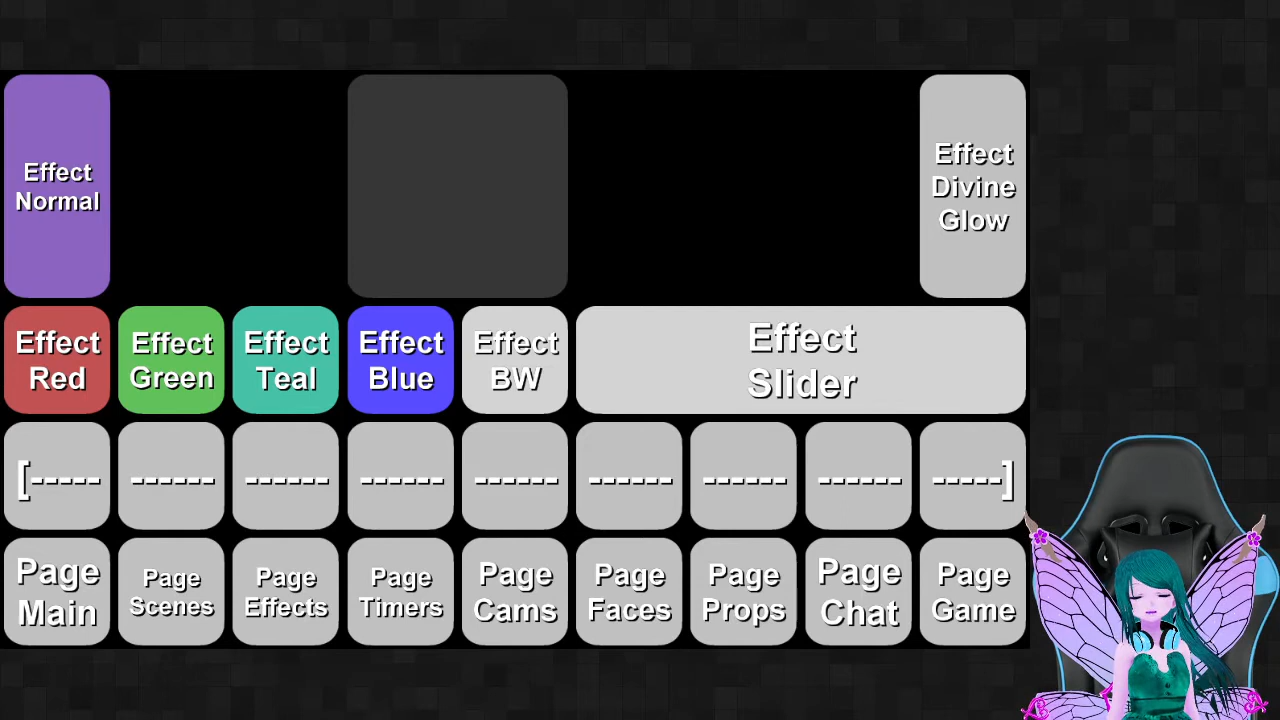 Effect
Normal
Effect
Divine
Glow
Effect
Red
Effect
Green
Effect
Teal
Effect
Blue
Effect
BW
Effect
Slider
[-----
------
------
------
------
------
------
------
-----]
Page
Main
Page
Scenes
Page
Effects
Page
Timers
Page
Cams
Page
Faces
Page
Props
Page
Chat
Page
Game